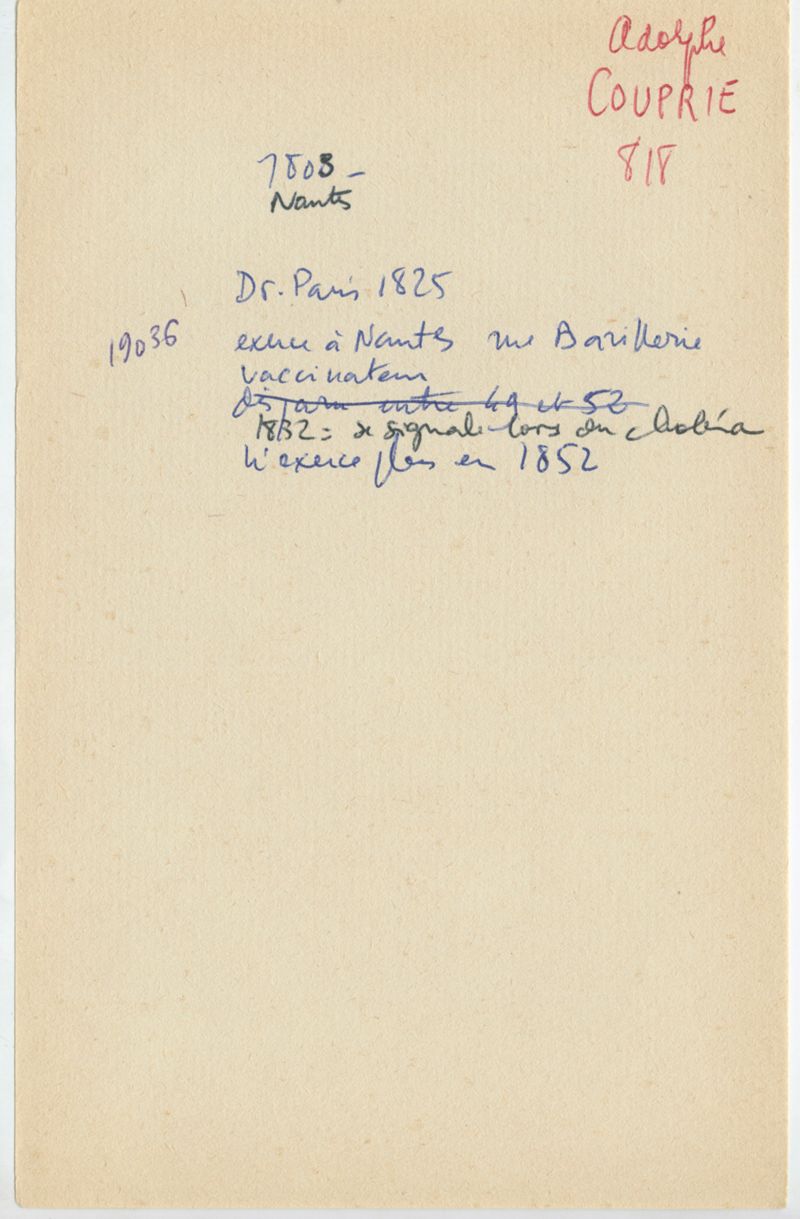 Adolphe
COUPRIE
818
1803 -
Nantes
Dr. Paris 1825
19036 exerce à Nantes rue Barillerie
vaccinateur
disparu entre 49 et 52
1832 = se signale lors du choléra
n'exerce plus en 1852